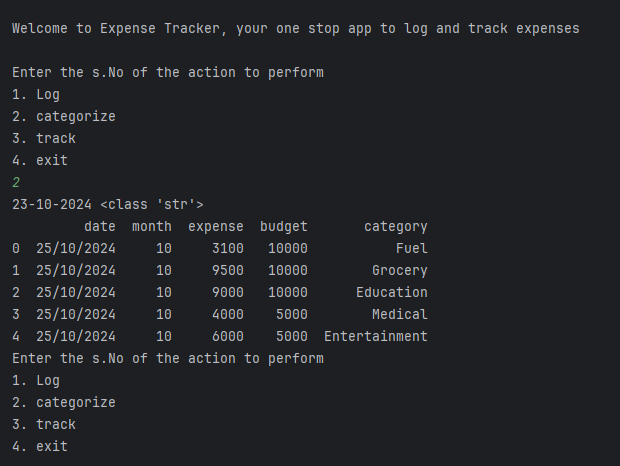 Welcome to Expense Tracker, your one stop app to log and track expenses
Enter the s.No of the action to perform
1. Log
2. categorize
3. track
4. exit
2
23-10-2024 <class 'str'>
date month expense budget category
0 25/10/2024 10 3100 10000 Fuel
1 25/10/2024 10 9500 10000 Grocery
2 25/10/2024 10 9000 10000 Education
3 25/10/2024 10 4000 5000 Medical
4 25/10/2024 10 6000 5000 Entertainment
Enter the s.No of the action to perform
1. Log
2. categorize
3. track
4. exit